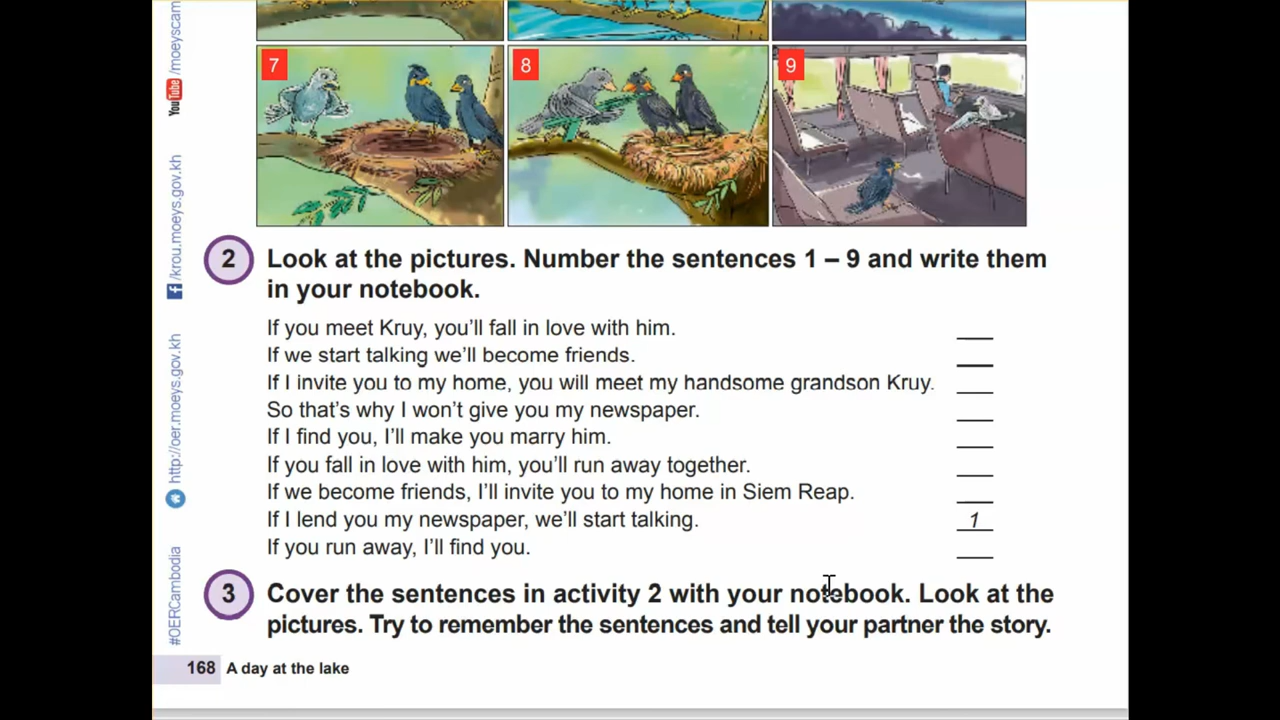 7
8
9
2 Look at the pictures. Number the sentences 1 – 9 and write them
in your notebook.
If you meet Kruy, you'll fall in love with him.
If we start talking we'll become friends.
If I invite you to my home, you will meet my handsome grandson Kruy.
So that's why I won't give you my newspaper.
If I find you, I'll make you marry him.
If you fall in love with him, you'll run away together.
If we become friends, I'll invite you to my home in Siem Reap.
If I lend you my newspaper, we'll start talking. 1
If you run away, I'll find you.
3 Cover the sentences in activity 2 with your notebook. Look at the
pictures. Try to remember the sentences and tell your partner the story.
168 A day at the lake
#OERCambodia
http://oer.moeys.gov.kh
f /krou.moeys.gov.kh
YouTube /moeyscam